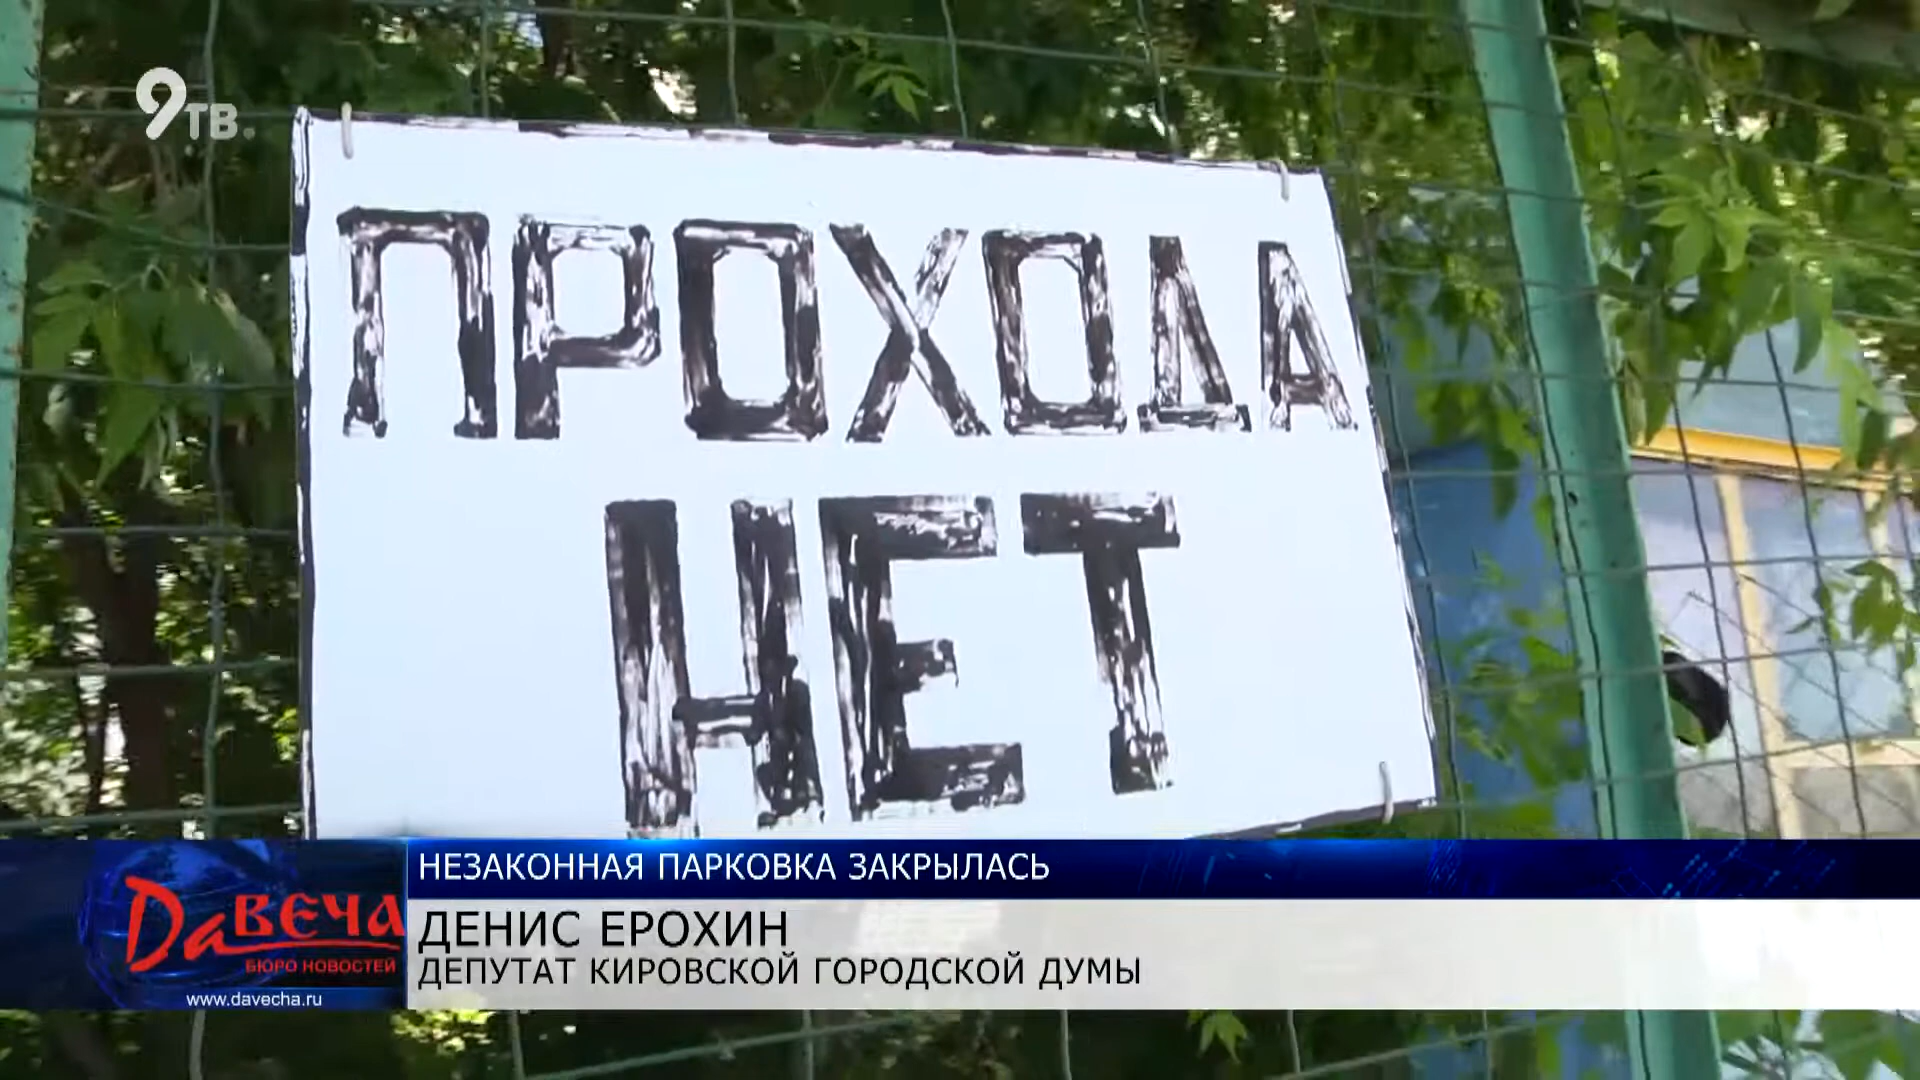 9ТВ.
ПРОХОДА
НЕТ
НЕЗАКОННАЯ ПАРКОВКА ЗАКРЫЛАСЬ
ДаВЕЧА
БЮРО НОВОСТЕЙ
www.davecha.ru
ДЕНИС ЕРОХИН
ДЕПУТАТ КИРОВСКОЙ ГОРОДСКОЙ ДУМЫ